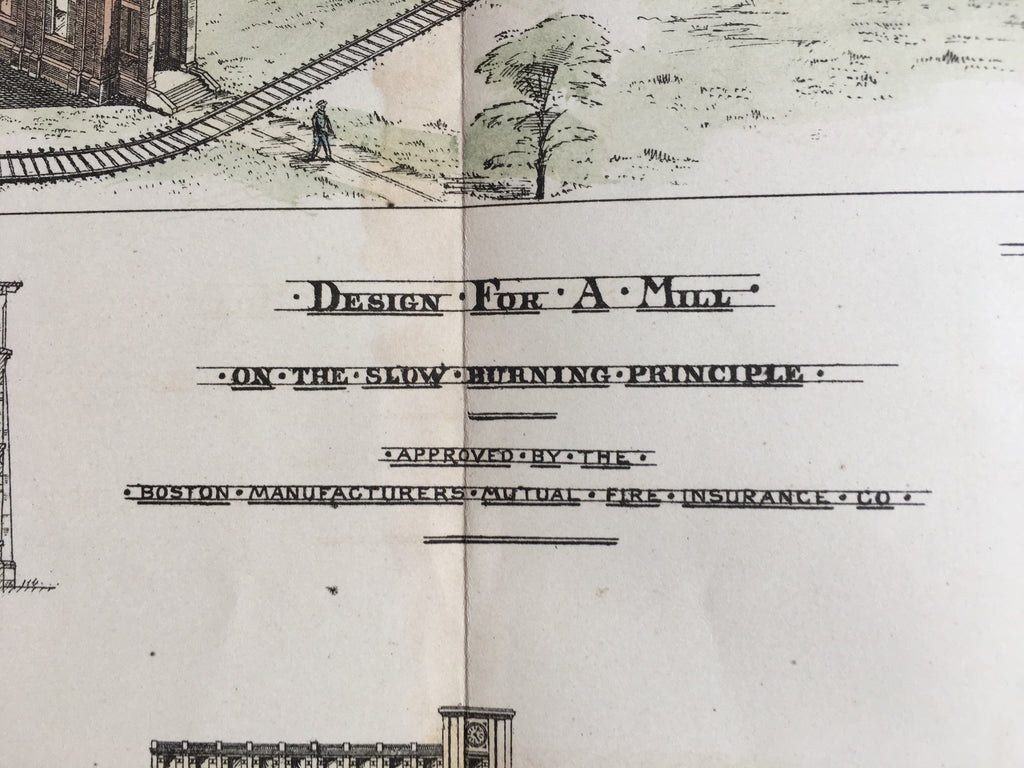 · DESIGN · FOR · A · MILL ·
· ON · THE · SLOW · BURNING · PRINCIPLE ·
· APPROVED · BY · THE ·
· BOSTON · MANUFACTURERS · MUTUAL · FIRE · INSURANCE · CO ·